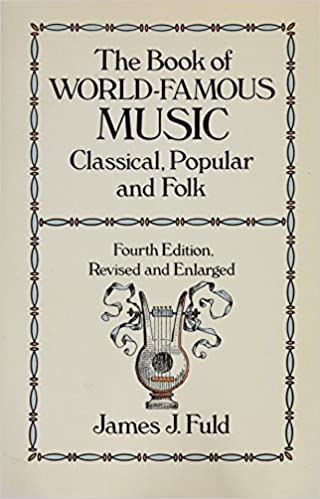 The Book of
WORLD-FAMOUS
MUSIC
Classical, Popular
and Folk
Fourth Edition,
Revised and Enlarged
James J. Fuld